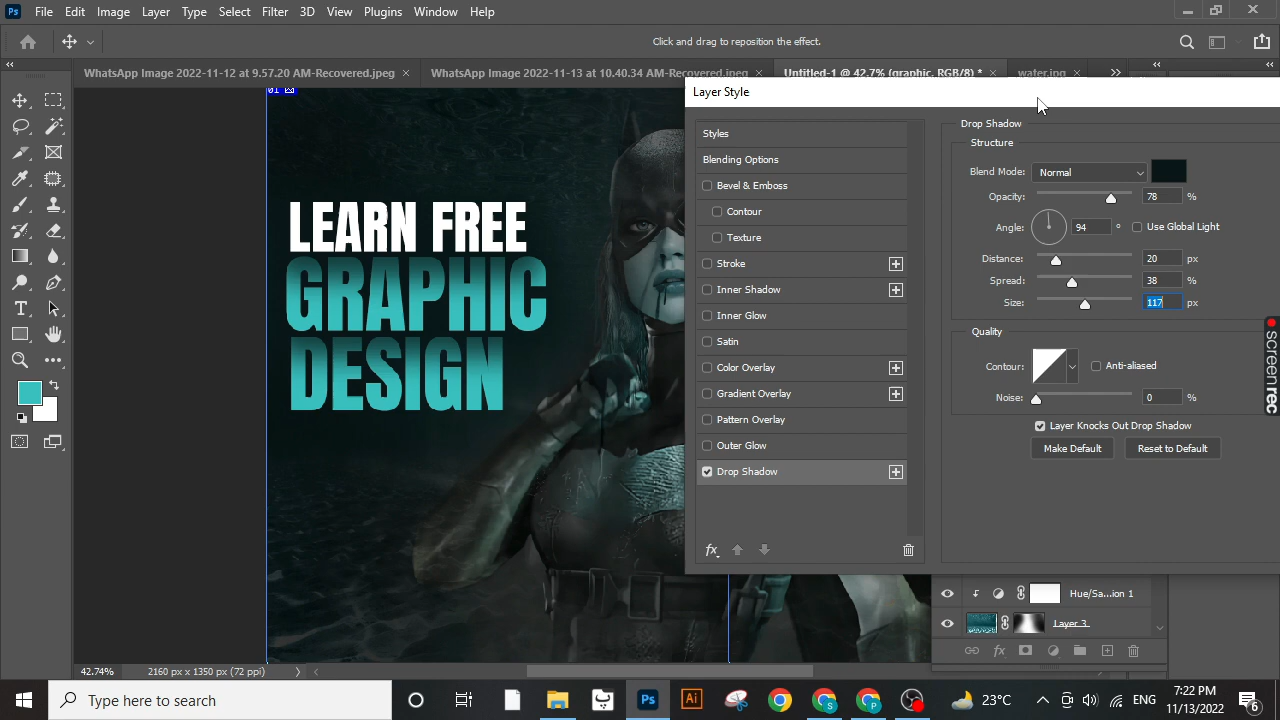 Ps File Edit Image Layer Type Select Filter 3D View Plugins Window Help
Click and drag to reposition the effect.
WhatsApp Image 2022-11-12 at 9.57.20 AM-Recovered.jpeg × WhatsApp Image 2022-11-13 at 10.40.34 AM-Recovered.jpeg × Untitled-1 @ 42.7% (graphic, RGB/8) * × water.jpg ×
01
Layer Style
Styles
Blending Options
Bevel & Emboss
Contour
Texture
Stroke
Inner Shadow
Inner Glow
Satin
Color Overlay
Gradient Overlay
Pattern Overlay
Outer Glow
Drop Shadow
fx
Drop Shadow
Structure
Blend Mode: Normal
Opacity: 78 %
Angle: 94 ° Use Global Light
Distance: 20 px
Spread: 38 %
Size: 117 px
Quality
Contour: Anti-aliased
Noise: 0 %
Layer Knocks Out Drop Shadow
Make Default Reset to Default
screenrec
LEARN FREE
GRAPHIC
DESIGN
Hue/Sa...ion 1
Layer 3
fx
42.74% 2160 px x 1350 px (72 ppi)
Type here to search
Ps Ai S P 23°C ENG 7:22 PM
11/13/2022 6